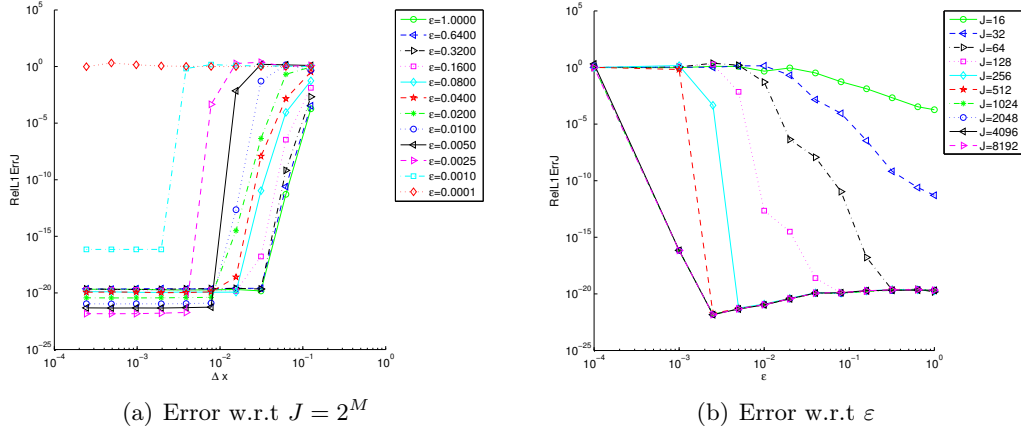 10^5
10^0
10^−5
10^−10
10^−15
10^−20
10^−25
RelL1 ErrJ
10^−4
10^−3
10^−2
10^−1
10^0
Δ x
ε=1.0000
ε=0.6400
ε=0.3200
ε=0.1600
ε=0.0800
ε=0.0400
ε=0.0200
ε=0.0100
ε=0.0050
ε=0.0025
ε=0.0010
ε=0.0001
(a) Error w.r.t J = 2^M
10^5
10^0
10^−5
10^−10
10^−15
10^−20
10^−25
RelL1 ErrJ
10^−4
10^−3
10^−2
10^−1
10^0
ε
J=16
J=32
J=64
J=128
J=256
J=512
J=1024
J=2048
J=4096
J=8192
(b) Error w.r.t ε